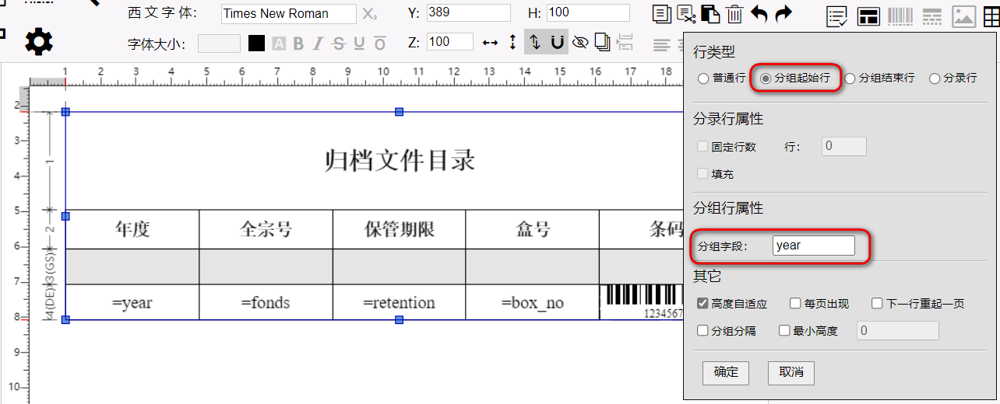 西 文 字 体： Times New Roman Y: 389 H: 100
字体大小： Z: 100
1 2 3 4 5 6 7 8 9 10 11 12 13 14 15 16 17 18
2
3
4
5
6
7
8
9
10
1
2
3(GS)
4(DE)
归档文件目录
年度 全宗号 保管期限 盒号 条码
=year =fonds =retention =box_no
1234567
行类型
普通行 分组起始行 分组结束行 分录行
分录行属性
固定行数 行： 0
填充
分组行属性
分组字段： year
其它
高度自适应 每页出现 下一行重起一页
分组分隔 最小高度 0
确定 取消